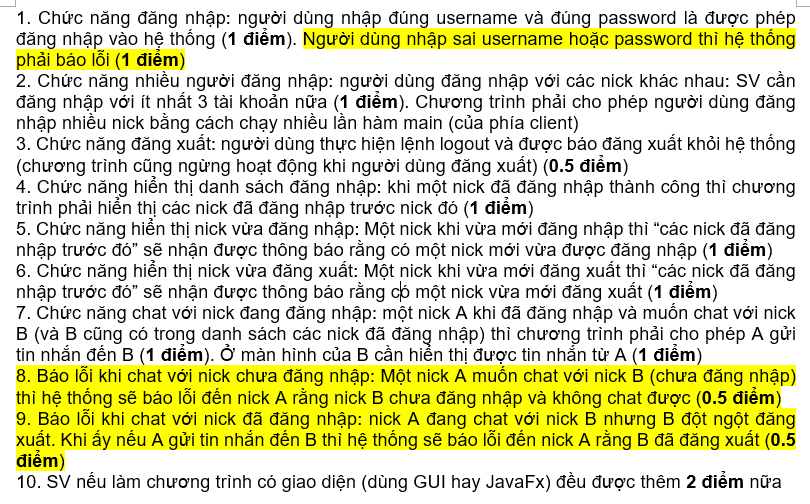 1. Chức năng đăng nhập: người dùng nhập đúng username và đúng password là được phép
đăng nhập vào hệ thống (1 điểm). Người dùng nhập sai username hoặc password thì hệ thống
phải báo lỗi (1 điểm)
2. Chức năng nhiều người đăng nhập: người dùng đăng nhập với các nick khác nhau: SV cần
đăng nhập với ít nhất 3 tài khoản nữa (1 điểm). Chương trình phải cho phép người dùng đăng
nhập nhiều nick bằng cách chạy nhiều lần hàm main (của phía client)
3. Chức năng đăng xuất: người dùng thực hiện lệnh logout và được báo đăng xuất khỏi hệ thống
(chương trình cũng ngừng hoạt động khi người dùng đăng xuất) (0.5 điểm)
4. Chức năng hiển thị danh sách đăng nhập: khi một nick đã đăng nhập thành công thì chương
trình phải hiển thị các nick đã đăng nhập trước nick đó (1 điểm)
5. Chức năng hiển thị nick vừa đăng nhập: Một nick khi vừa mới đăng nhập thì “các nick đã đăng
nhập trước đó” sẽ nhận được thông báo rằng có một nick mới vừa được đăng nhập (1 điểm)
6. Chức năng hiển thị nick vừa đăng xuất: Một nick khi vừa mới đăng xuất thì “các nick đã đăng
nhập trước đó” sẽ nhận được thông báo rằng có một nick vừa mới đăng xuất (1 điểm)
7. Chức năng chat với nick đang đăng nhập: một nick A khi đã đăng nhập và muốn chat với nick
B (và B cũng có trong danh sách các nick đã đăng nhập) thì chương trình phải cho phép A gửi
tin nhắn đến B (1 điểm). Ở màn hình của B cần hiển thị được tin nhắn từ A (1 điểm)
8. Báo lỗi khi chat với nick chưa đăng nhập: Một nick A muốn chat với nick B (chưa đăng nhập)
thì hệ thống sẽ báo lỗi đến nick A rằng nick B chưa đăng nhập và không chat được (0.5 điểm)
9. Báo lỗi khi chat với nick đã đăng nhập: nick A đang chat với nick B nhưng B đột ngột đăng
xuất. Khi ấy nếu A gửi tin nhắn đến B thì hệ thống sẽ báo lỗi đến nick A rằng B đã đăng xuất (0.5
điểm)
10. SV nếu làm chương trình có giao diện (dùng GUI hay JavaFx) đều được thêm 2 điểm nữa